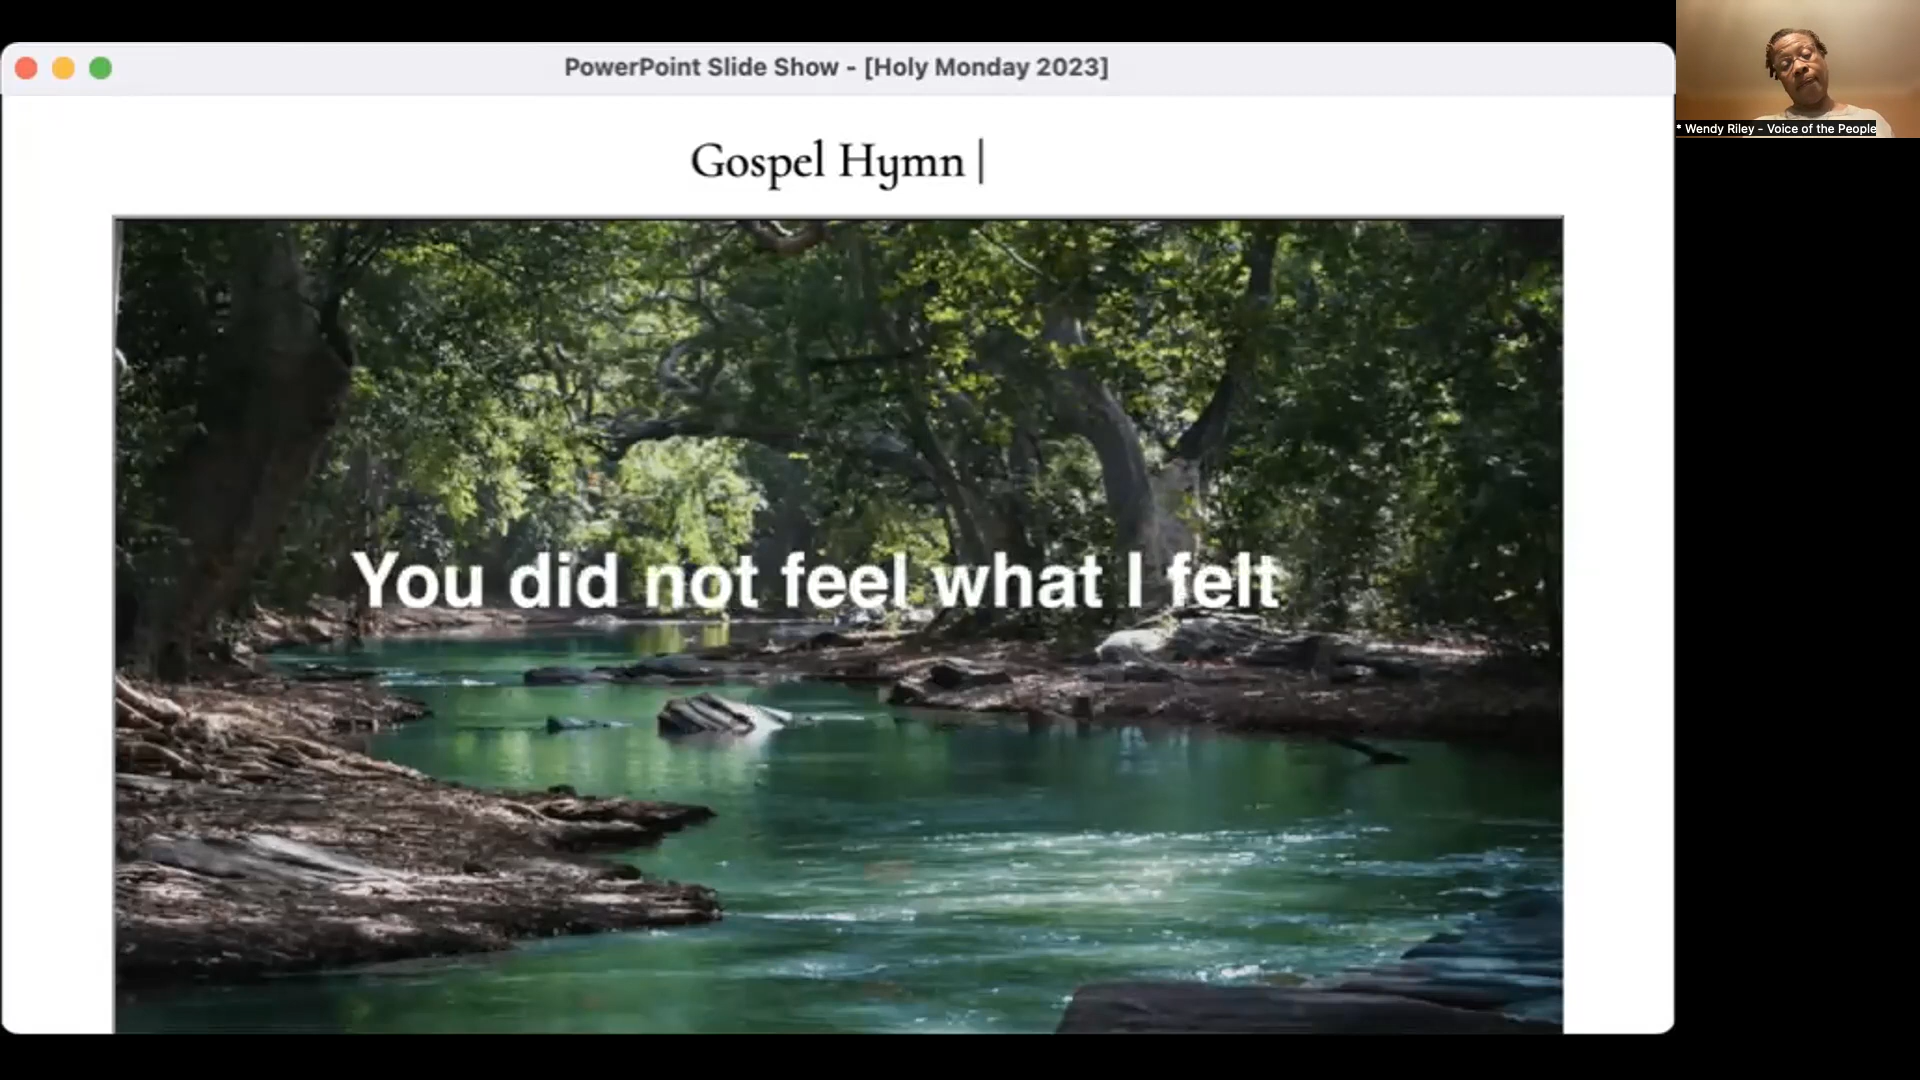 PowerPoint Slide Show - [Holy Monday 2023]
* Wendy Riley - Voice of the People
Gospel Hymn |
You did not feel what I felt